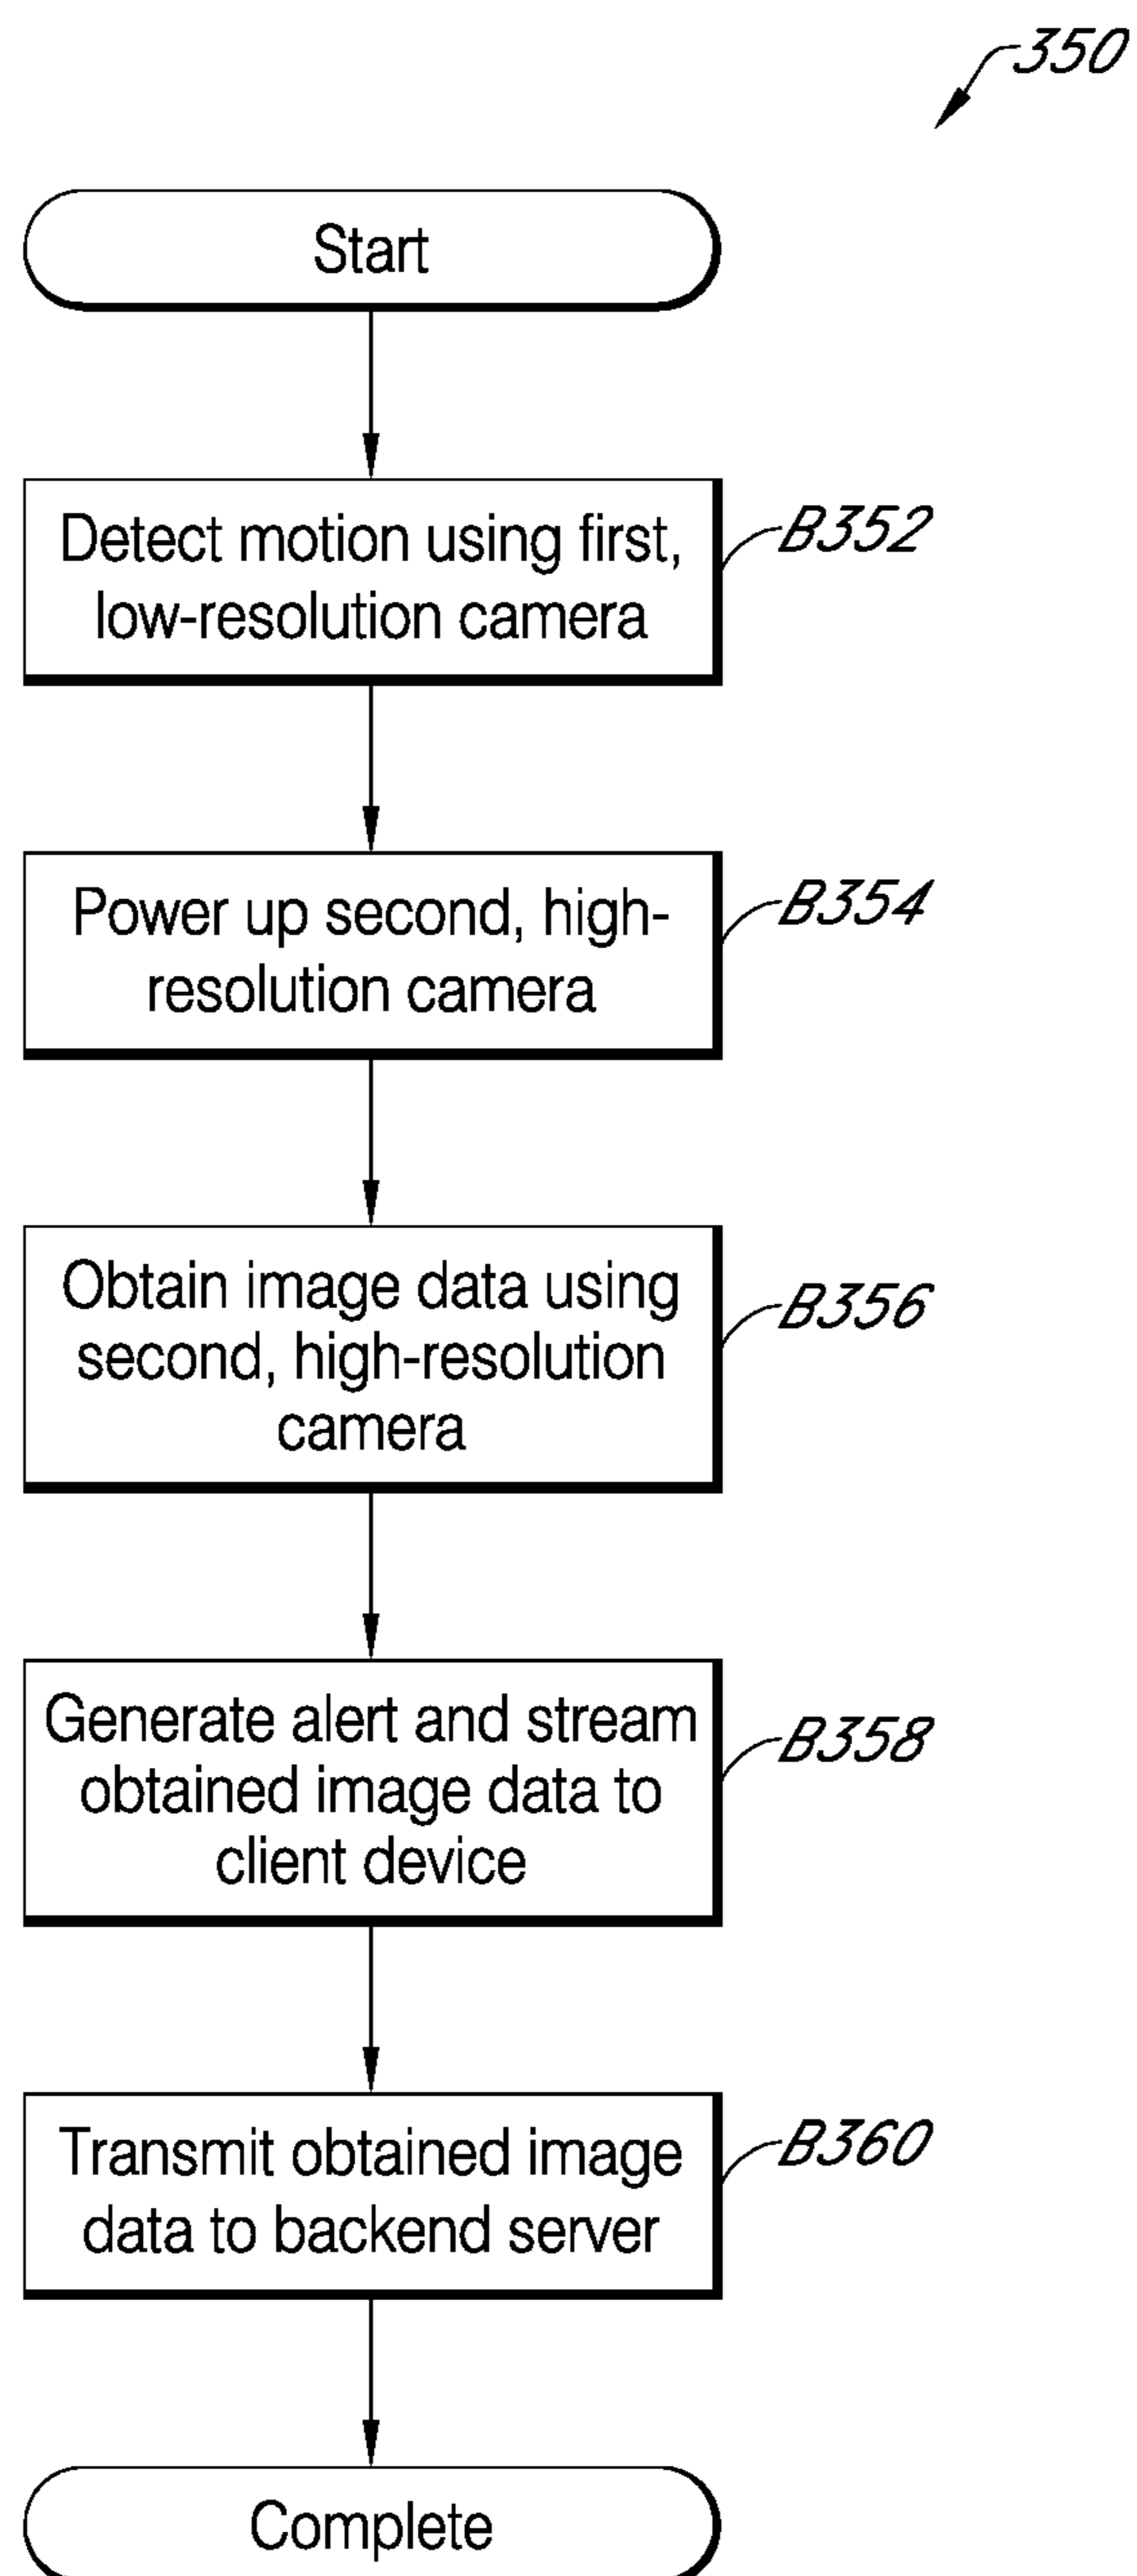 350
Start
Detect motion using first,
low-resolution camera
B352
Power up second, high-
resolution camera
B354
Obtain image data using
second, high-resolution
camera
B356
Generate alert and stream
obtained image data to
client device
B358
Transmit obtained image
data to backend server
B360
Complete